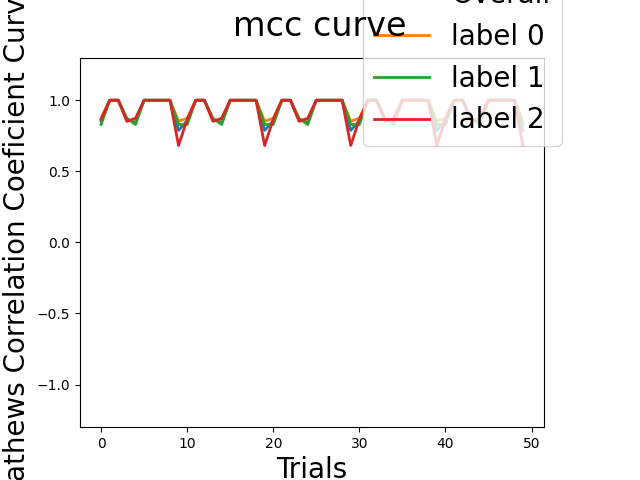 mcc curve
Overall
label 0
label 1
label 2
athews Correlation Coeficient Curv
1.0
0.5
0.0
−0.5
−1.0
0
10
20
30
40
50
Trials